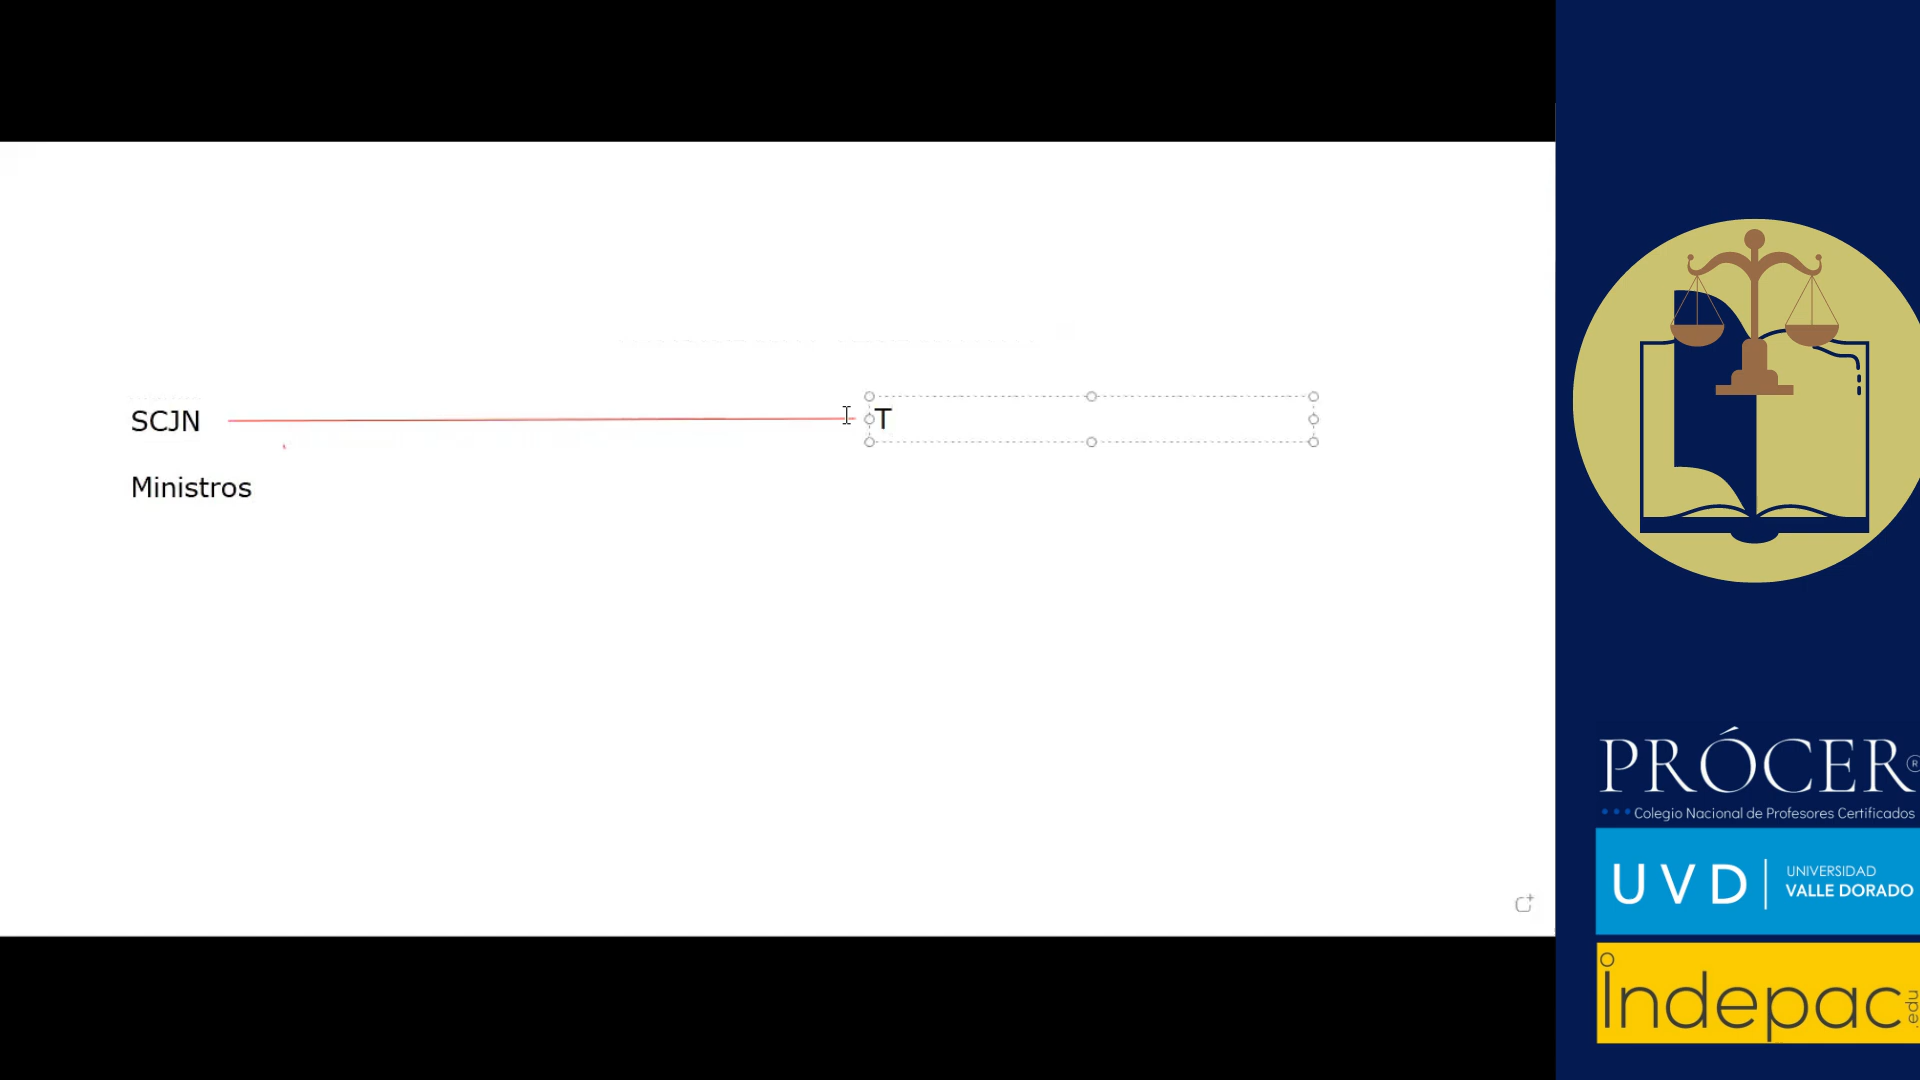 SCJN
T
Ministros
PRÓCER®
Colegio Nacional de Profesores Certificados
UVD
UNIVERSIDAD
VALLE DORADO
Indepac
.edu